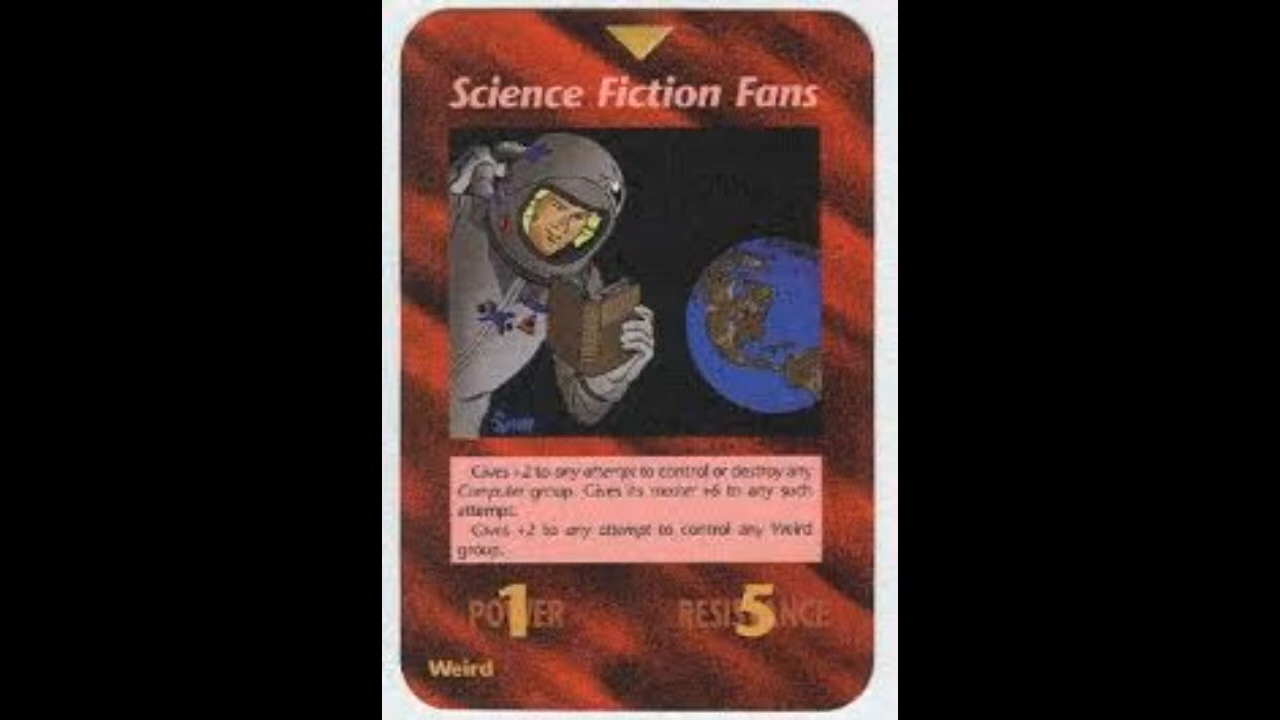 Science Fiction Fans
Gives +2 to any attempt to control or destroy any
Computer group. Gives its master +6 to any such
attempt.
Gives +2 to any attempt to control any Weird
group.
POWER 1 RESISTANCE 5
Weird